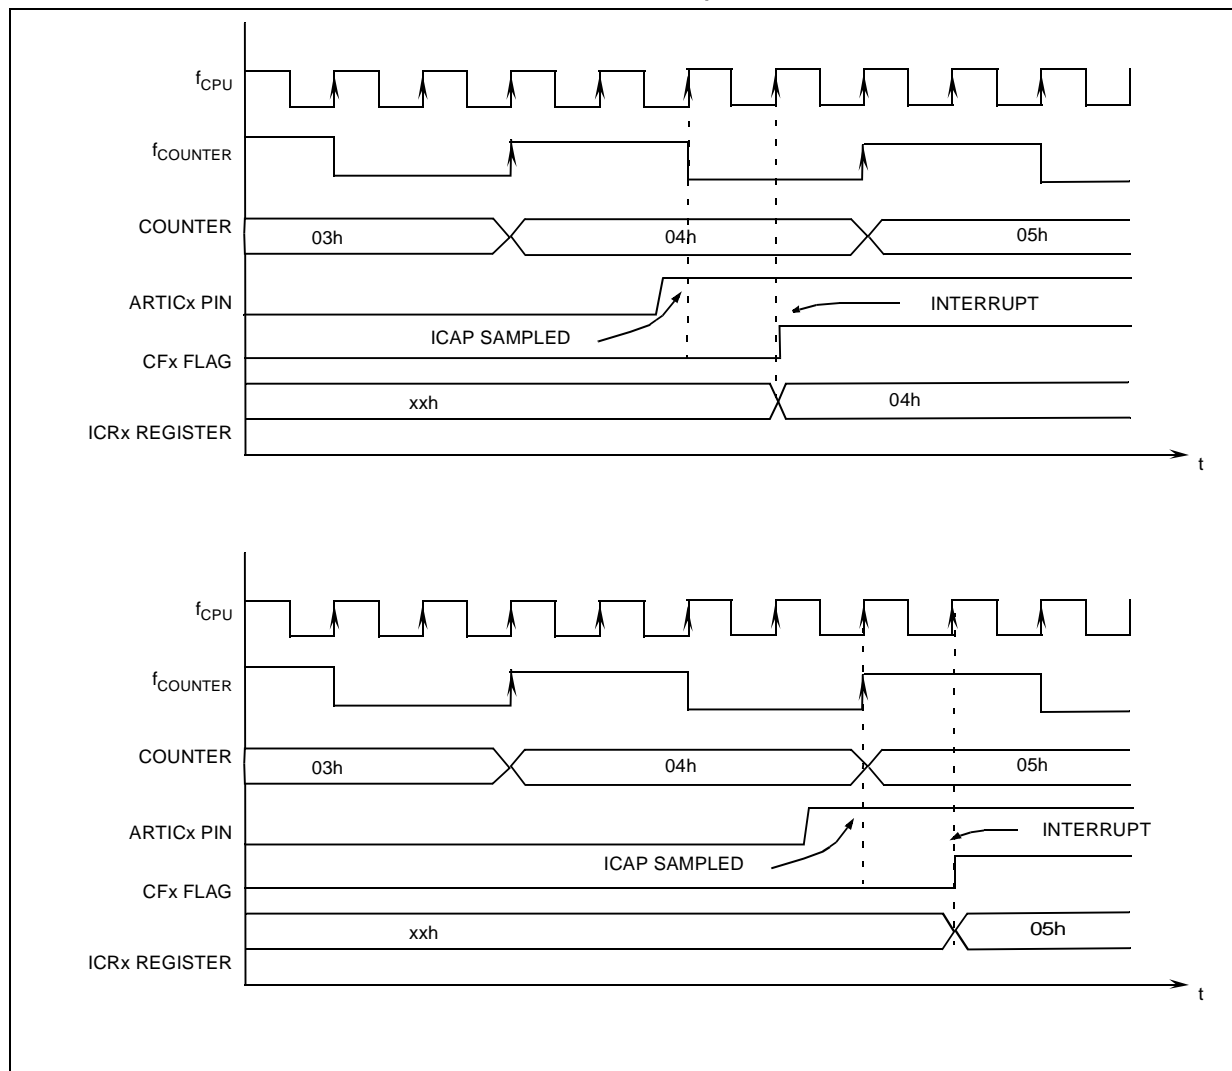 fCPU
fCOUNTER
COUNTER
03h
04h
05h
ARTICx PIN
INTERRUPT
ICAP SAMPLED
CFx FLAG
xxh
04h
ICRx REGISTER
t
fCPU
fCOUNTER
COUNTER
03h
04h
05h
ARTICx PIN
INTERRUPT
ICAP SAMPLED
CFx FLAG
xxh
05h
ICRx REGISTER
t